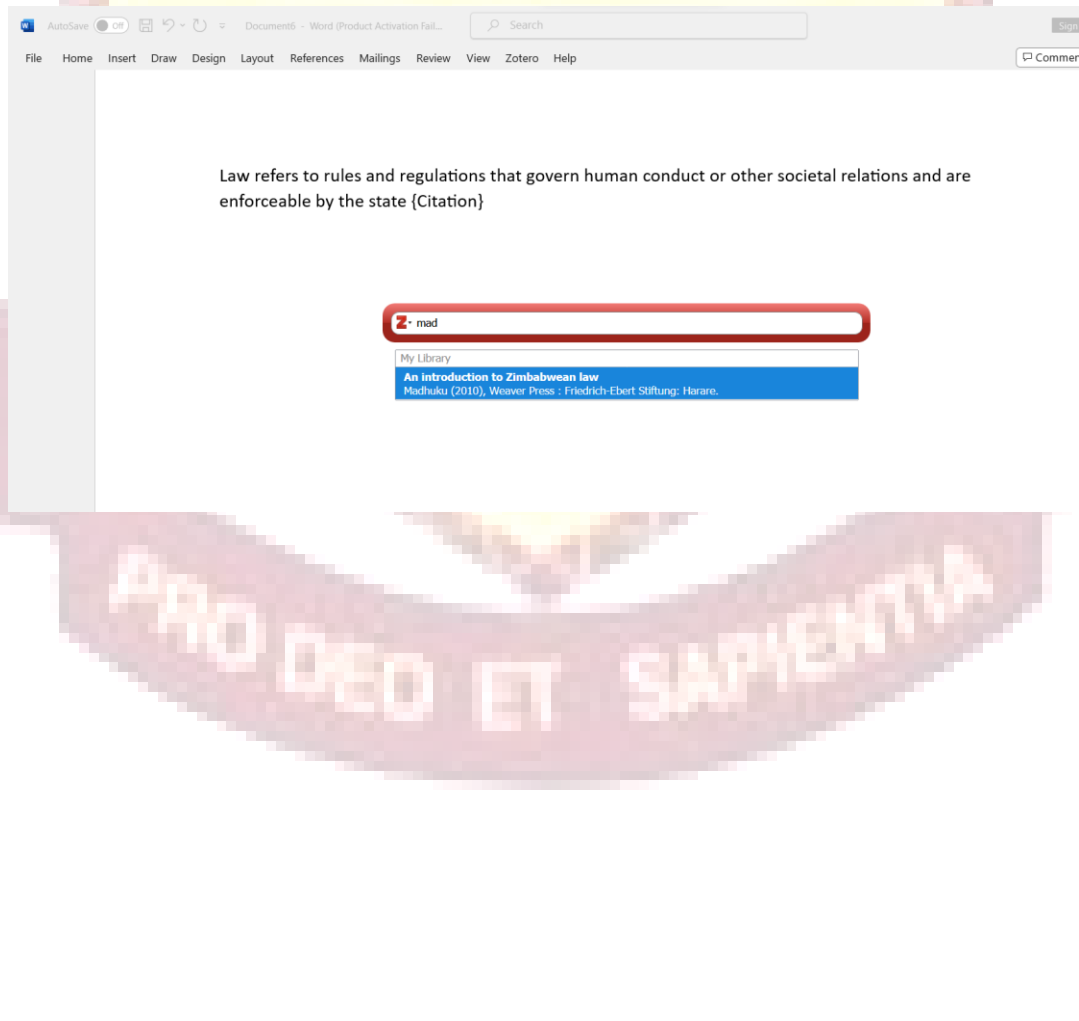 AutoSave Off Document6 - Word (Product Activation Fail... Search Sign
File Home Insert Draw Design Layout References Mailings Review View Zotero Help Commen
Law refers to rules and regulations that govern human conduct or other societal relations and are
enforceable by the state {Citation}
Z mad
My Library
An introduction to Zimbabwean law
Madhuku (2010), Weaver Press : Friedrich-Ebert Stiftung: Harare.
PRO DEO ET SAPIENTIA